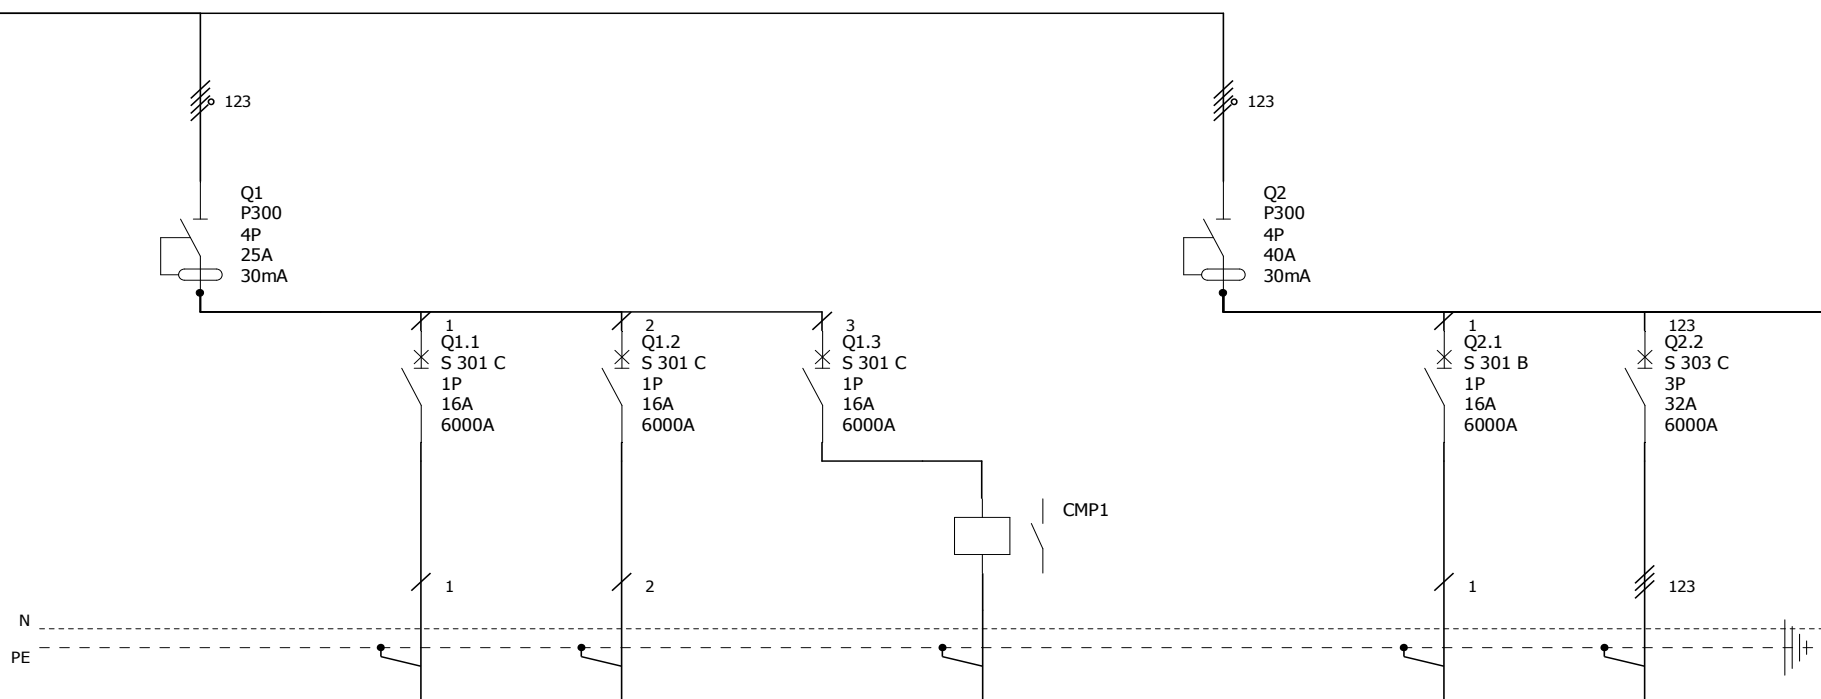 123
123
Q1
P300
4P
25A
30mA
Q2
P300
4P
40A
30mA
1
Q1.1
S 301 C
1P
16A
6000A
2
Q1.2
S 301 C
1P
16A
6000A
3
Q1.3
S 301 C
1P
16A
6000A
1
Q2.1
S 301 B
1P
16A
6000A
123
Q2.2
S 303 C
3P
32A
6000A
CMP1
1
2
1
123
N
PE